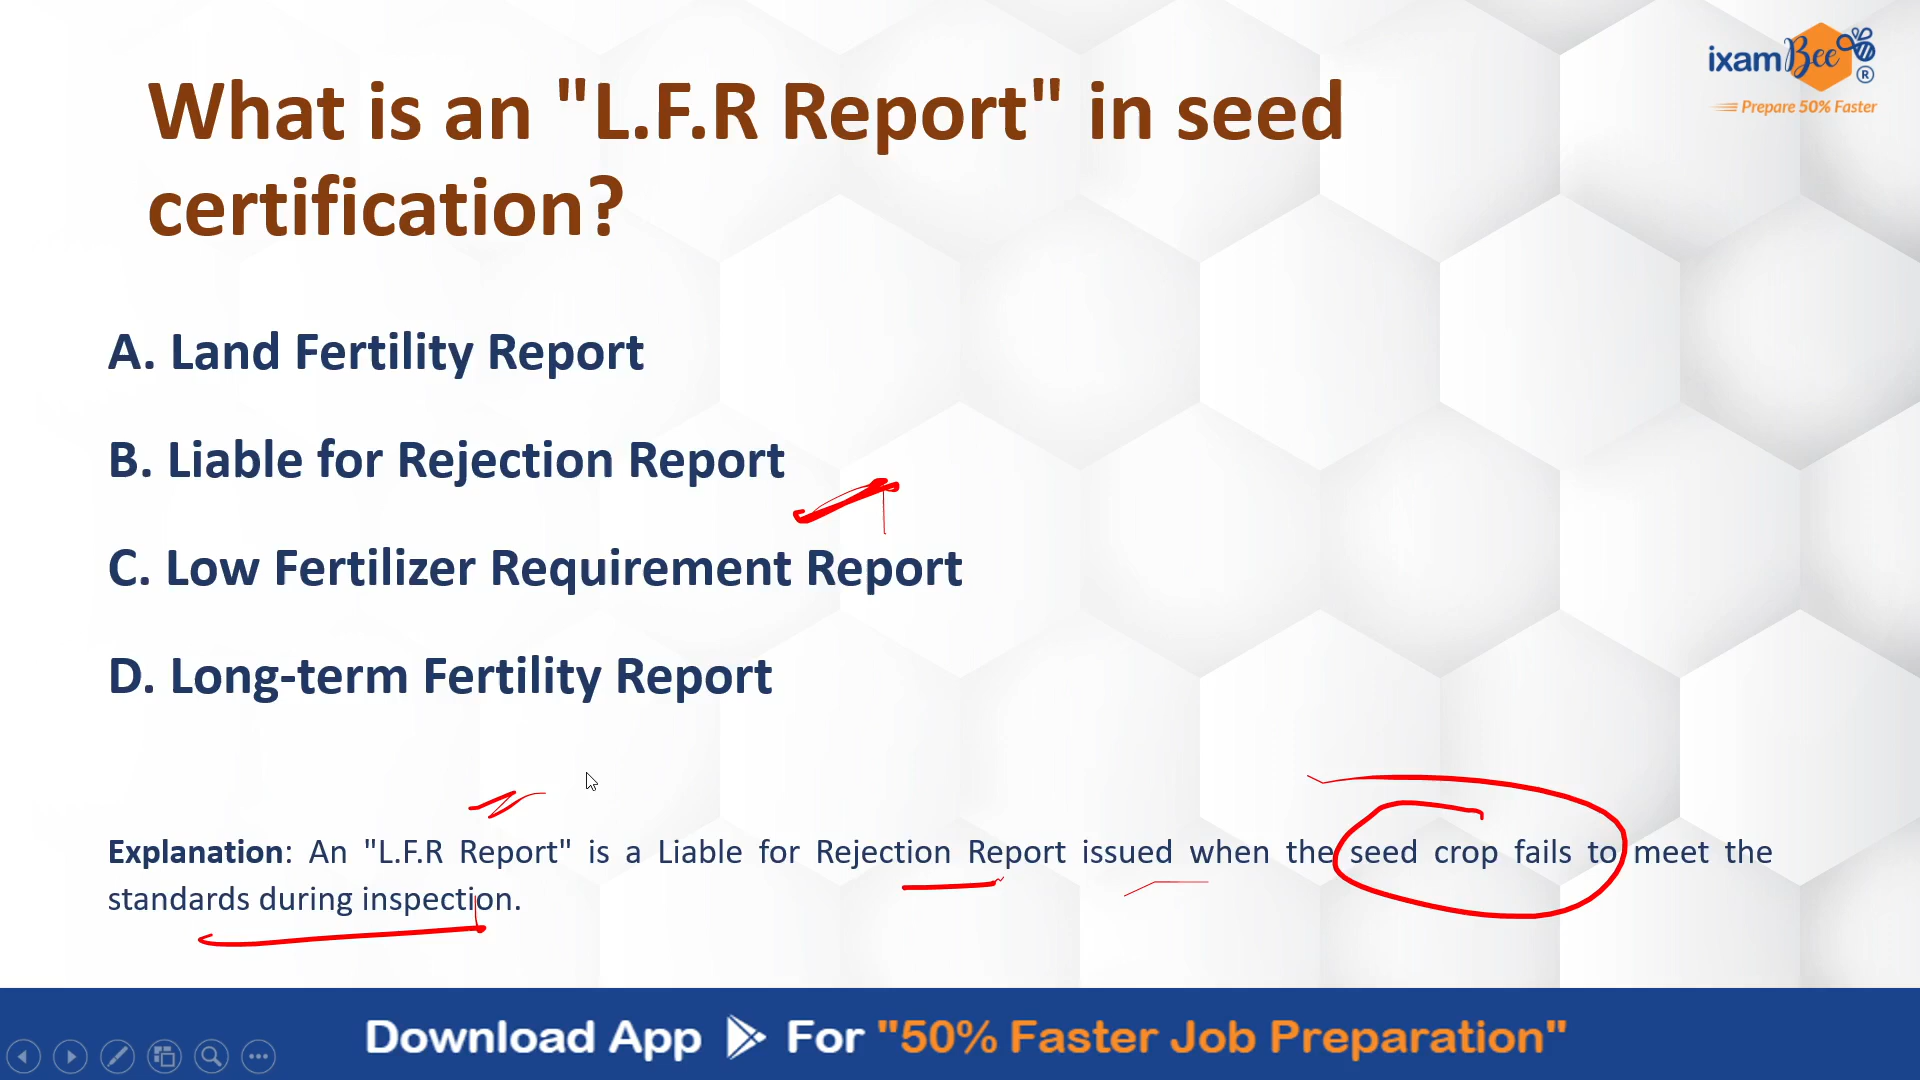 ixamBee
®
Prepare 50% Faster
What is an "L.F.R Report" in seed
certification?
A. Land Fertility Report
B. Liable for Rejection Report
C. Low Fertilizer Requirement Report
D. Long-term Fertility Report
Explanation: An "L.F.R Report" is a Liable for Rejection Report issued when the seed crop fails to meet the
standards during inspection.
Download App For "50% Faster Job Preparation"